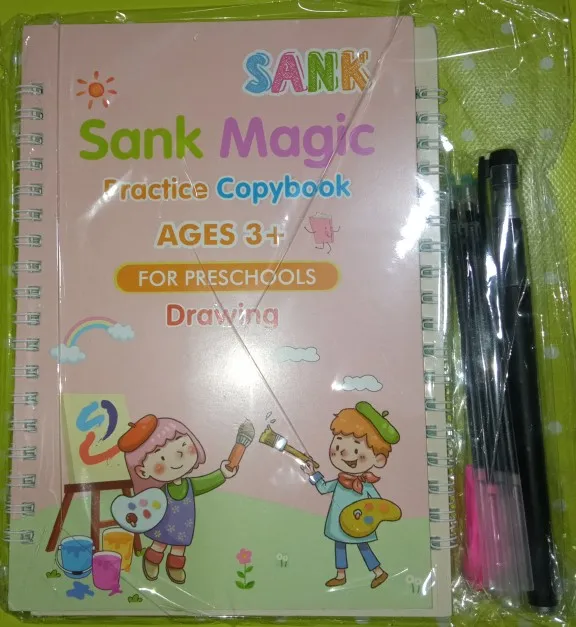 SANK
Sank Magic
Practice Copybook
AGES 3+
FOR PRESCHOOLS
Drawing